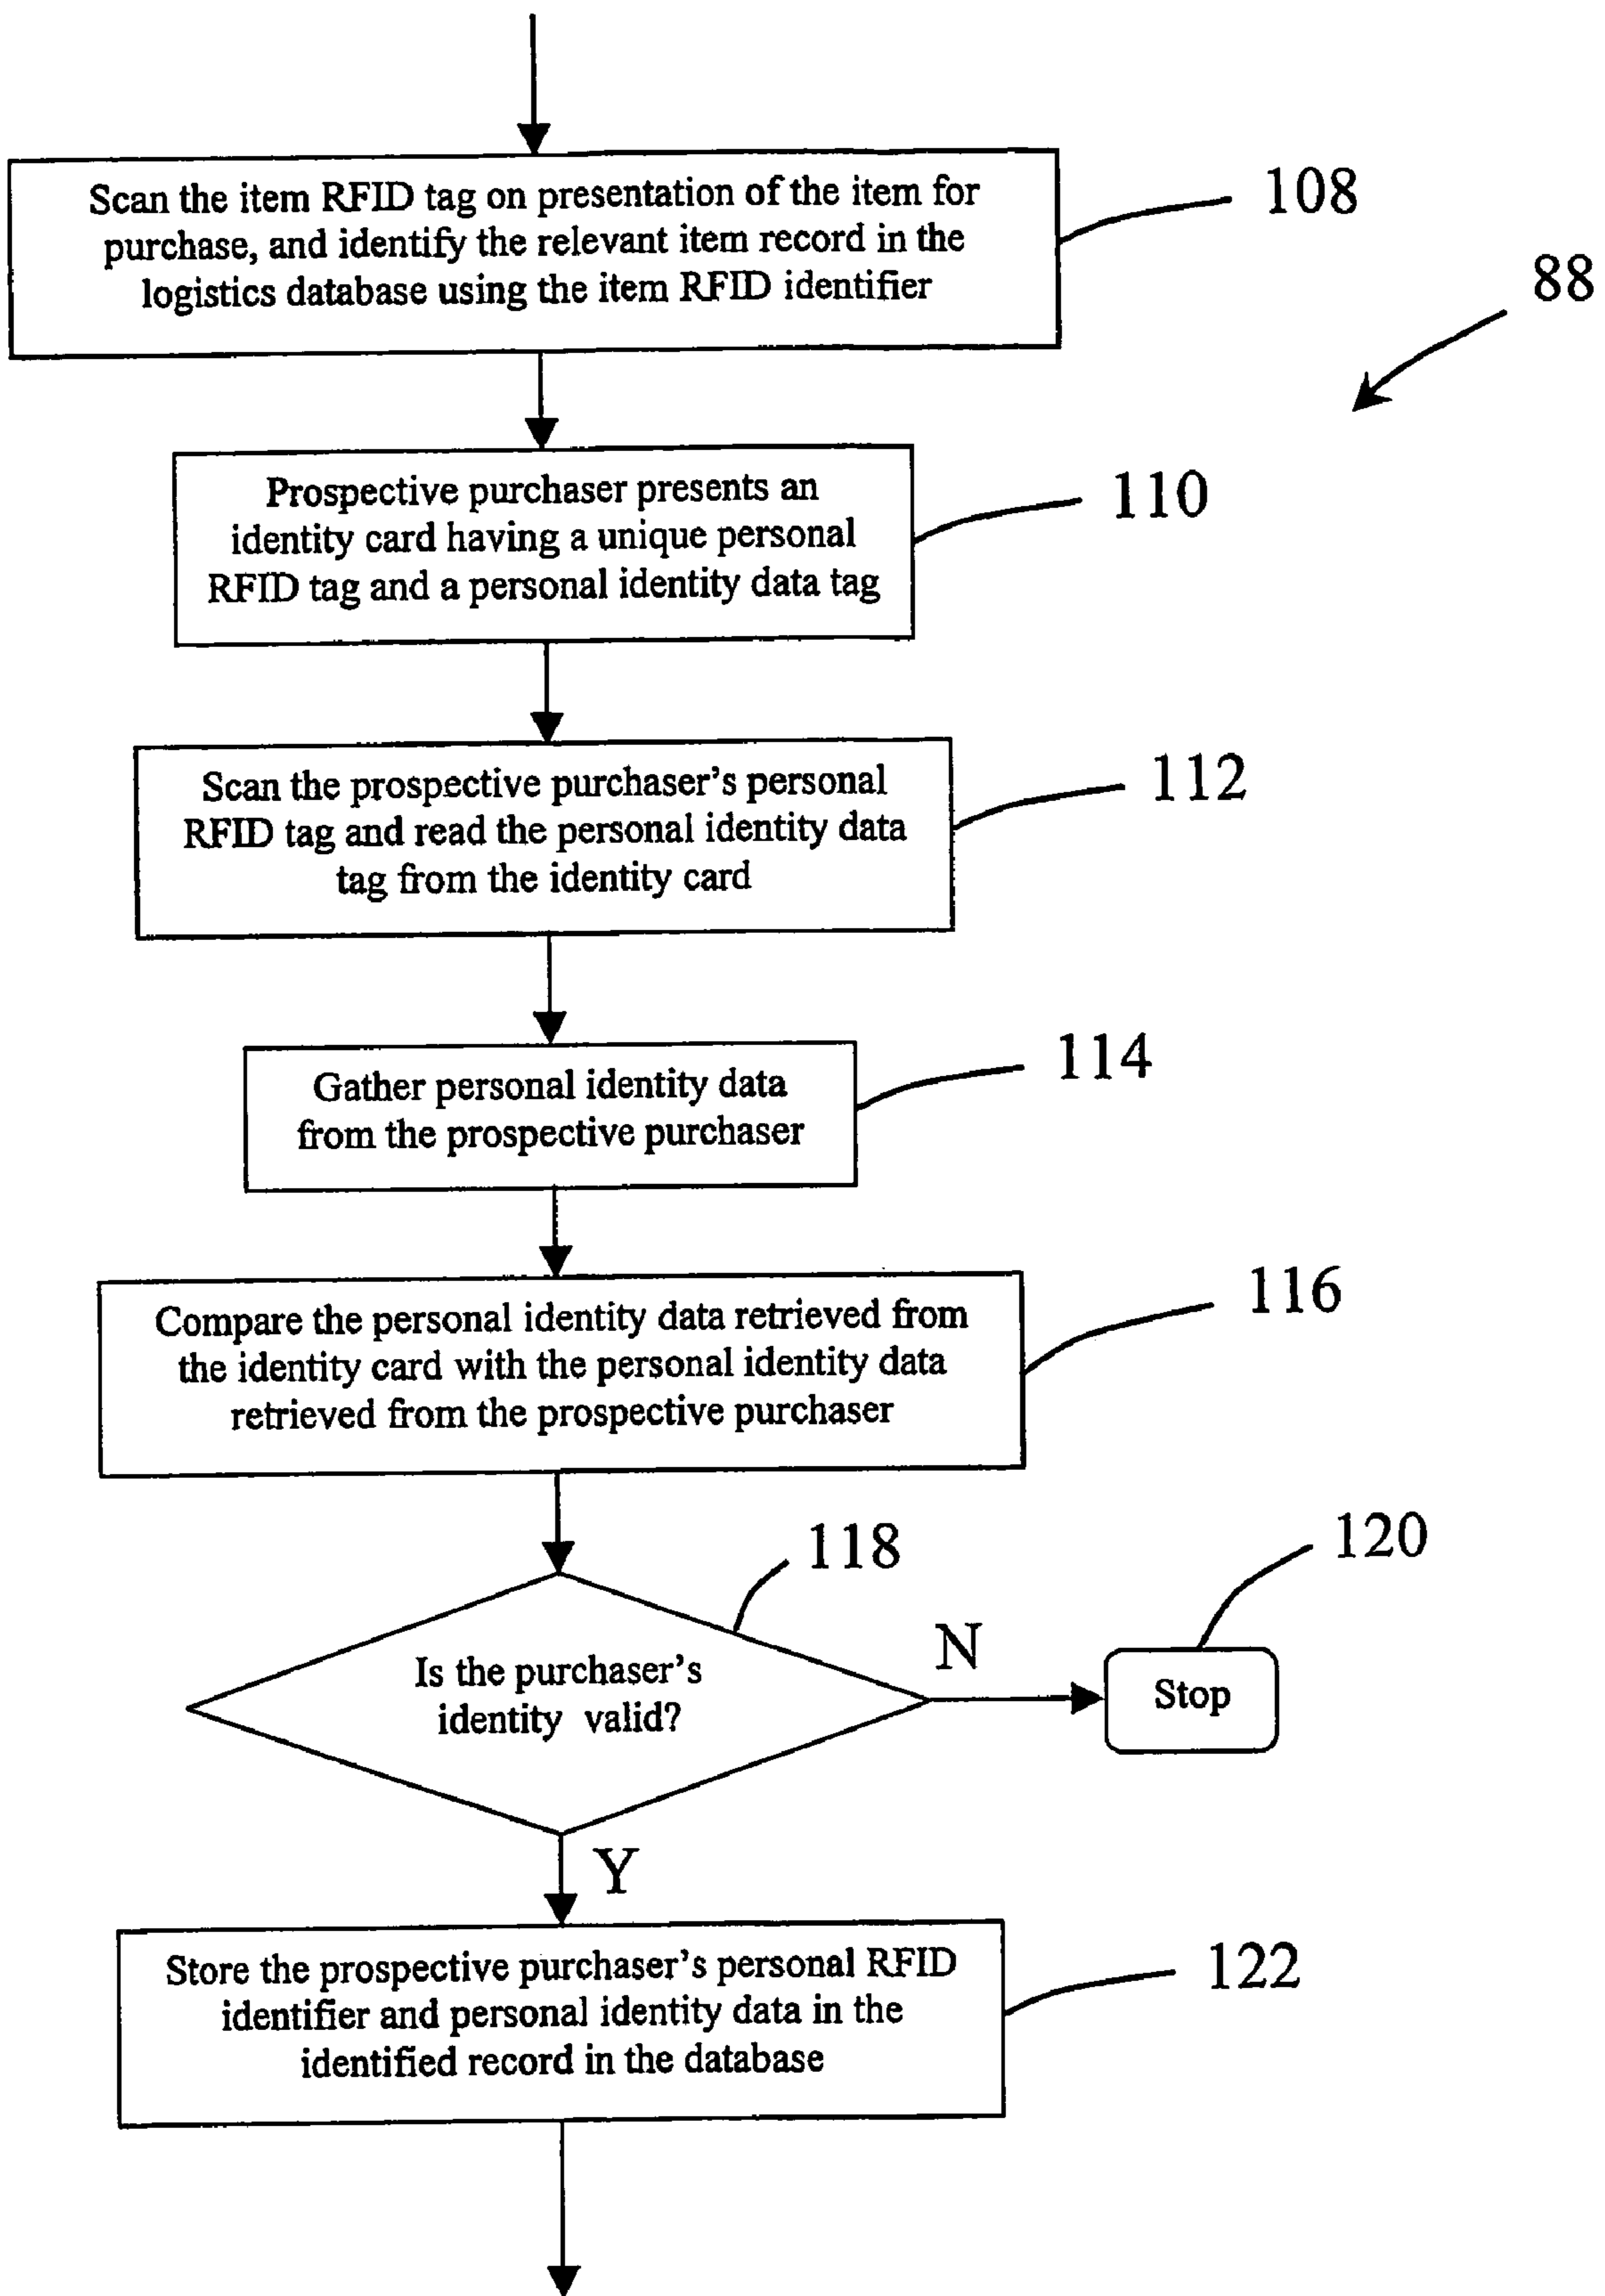 Scan the item RFID tag on presentation of the item for
purchase, and identify the relevant item record in the
logistics database using the item RFID identifier
108
88
Prospective purchaser presents an
identity card having a unique personal
RFID tag and a personal identity data tag
110
Scan the prospective purchaser's personal
RFID tag and read the personal identity data
tag from the identity card
112
Gather personal identity data
from the prospective purchaser
114
Compare the personal identity data retrieved from
the identity card with the personal identity data
retrieved from the prospective purchaser
116
118
120
Is the purchaser's
identity valid?
N
Stop
Y
Store the prospective purchaser's personal RFID
identifier and personal identity data in the
identified record in the database
122